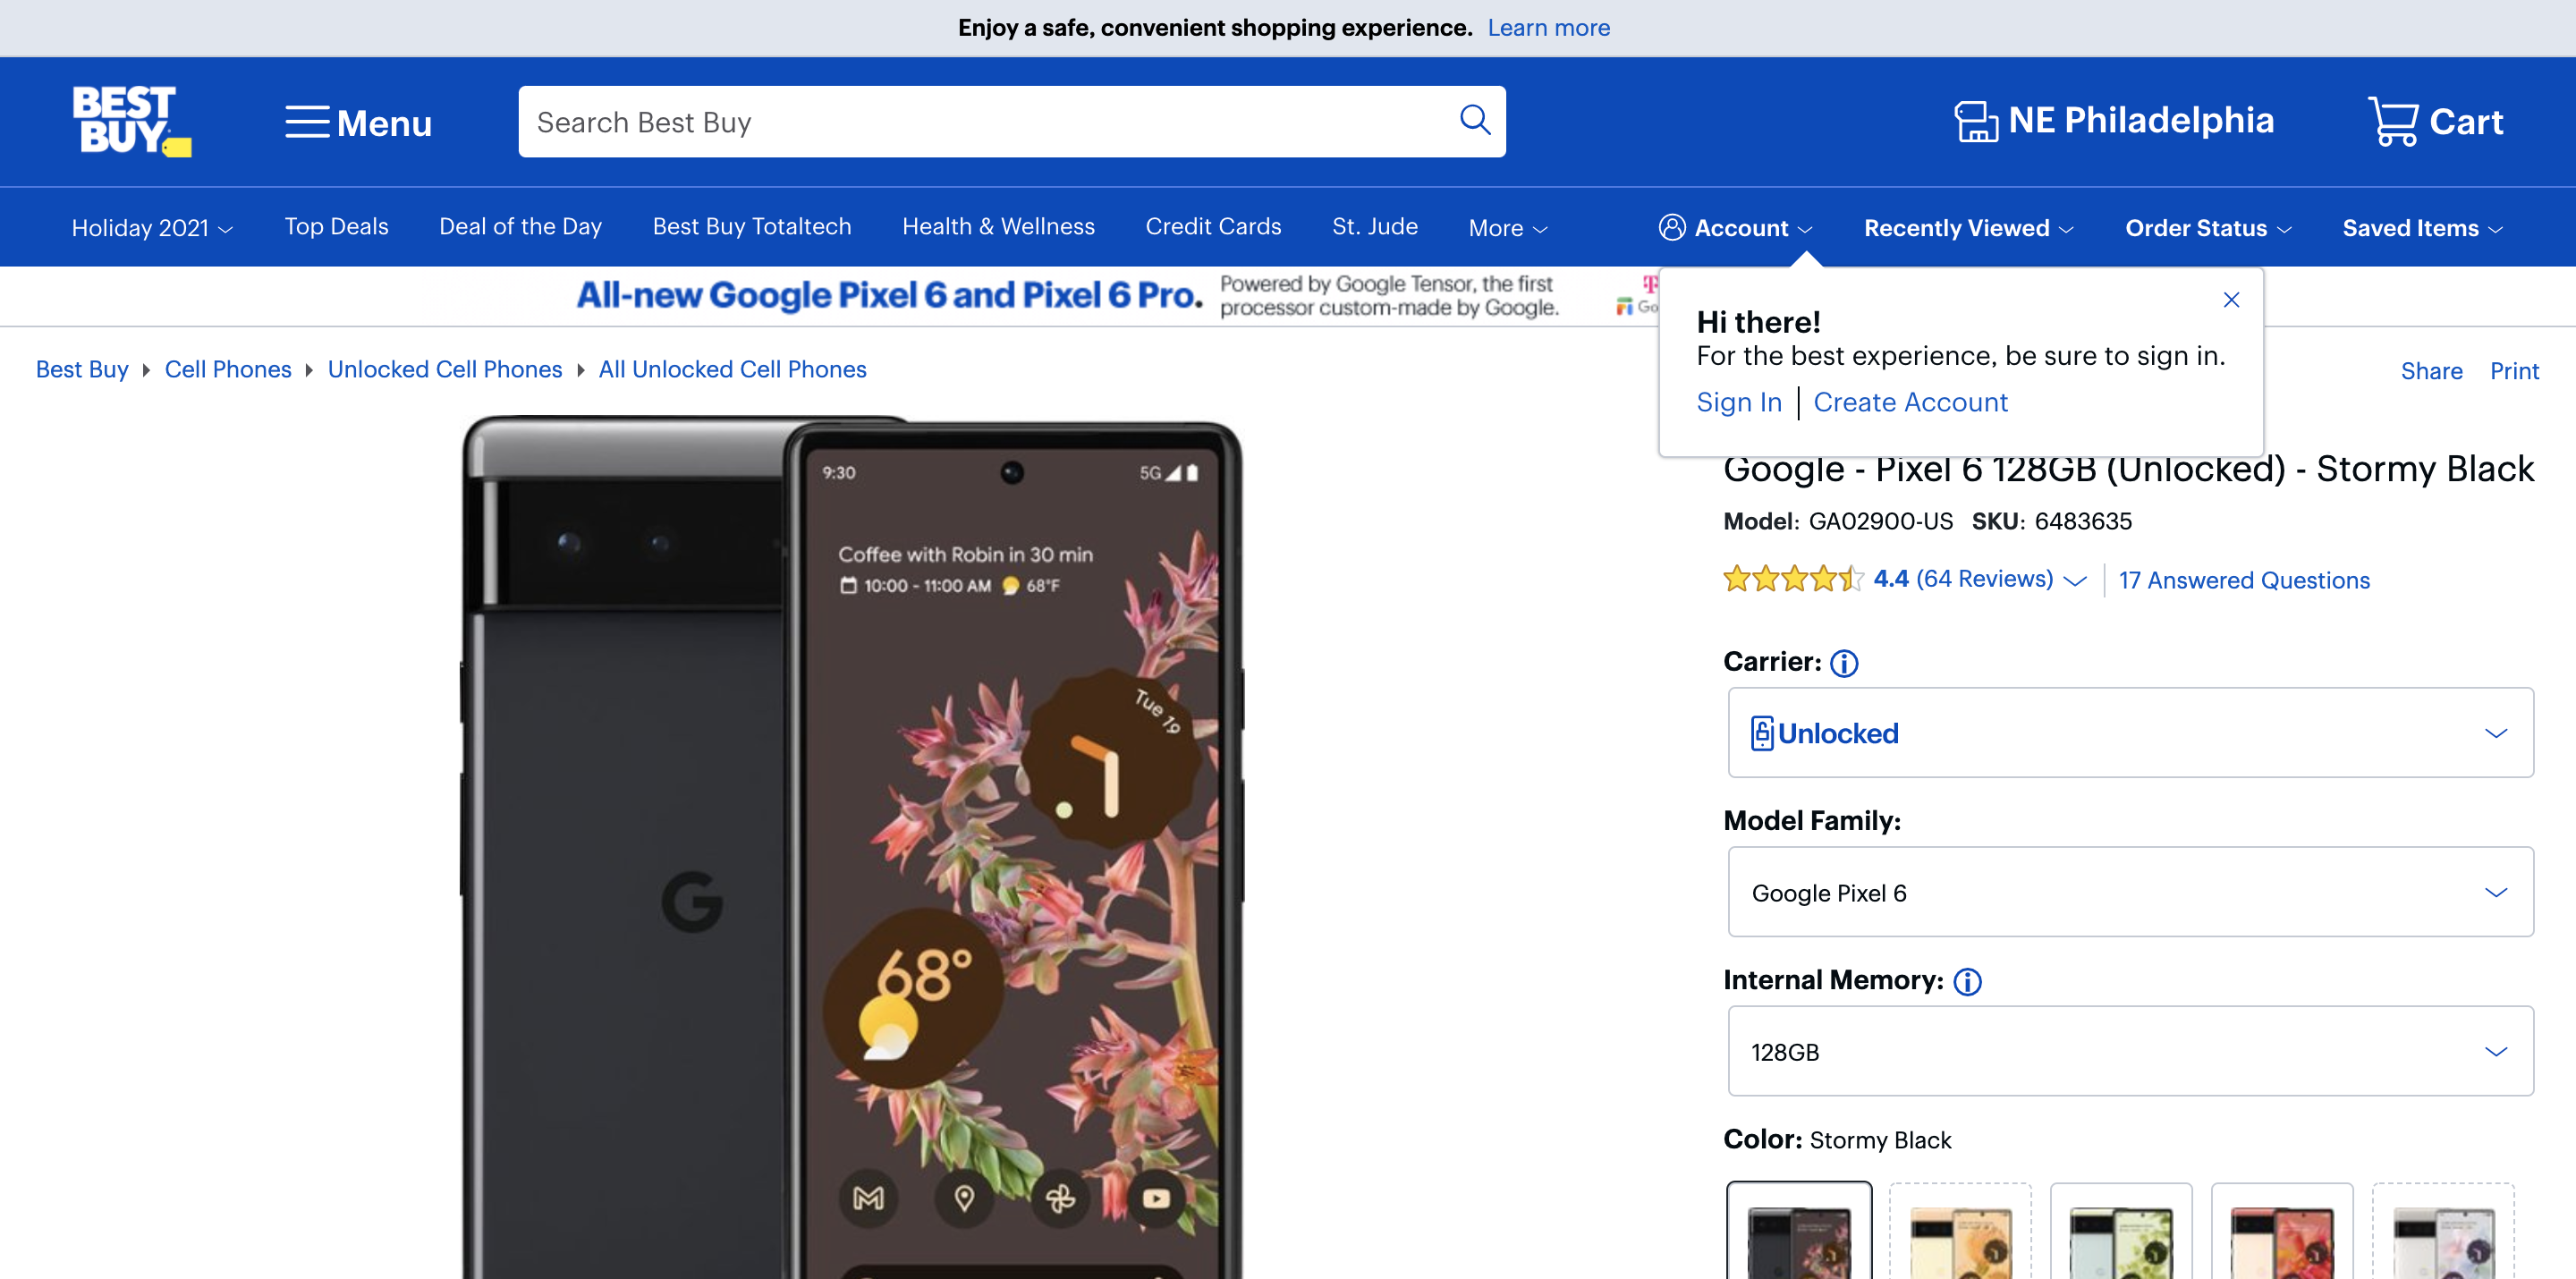 Enjoy a safe, convenient shopping experience. Learn more
BEST BUY
Menu
Search Best Buy
NE Philadelphia
Cart
Holiday 2021
Top Deals
Deal of the Day
Best Buy Totaltech
Health & Wellness
Credit Cards
St. Jude
More
Account
Recently Viewed
Order Status
Saved Items
All-new Google Pixel 6 and Pixel 6 Pro.
Powered by Google Tensor, the first
processor custom-made by Google.
Hi there!
For the best experience, be sure to sign in.
Sign In | Create Account
Best Buy
Cell Phones
Unlocked Cell Phones
All Unlocked Cell Phones
Share
Print
9:30
5G
Coffee with Robin in 30 min
10:00 - 11:00 AM 68°F
Tue 19
68°
G
Google - Pixel 6 128GB (Unlocked) - Stormy Black
Model: GA02900-US SKU: 6483635
4.4 (64 Reviews)
17 Answered Questions
Carrier:
Unlocked
Model Family:
Google Pixel 6
Internal Memory:
128GB
Color: Stormy Black